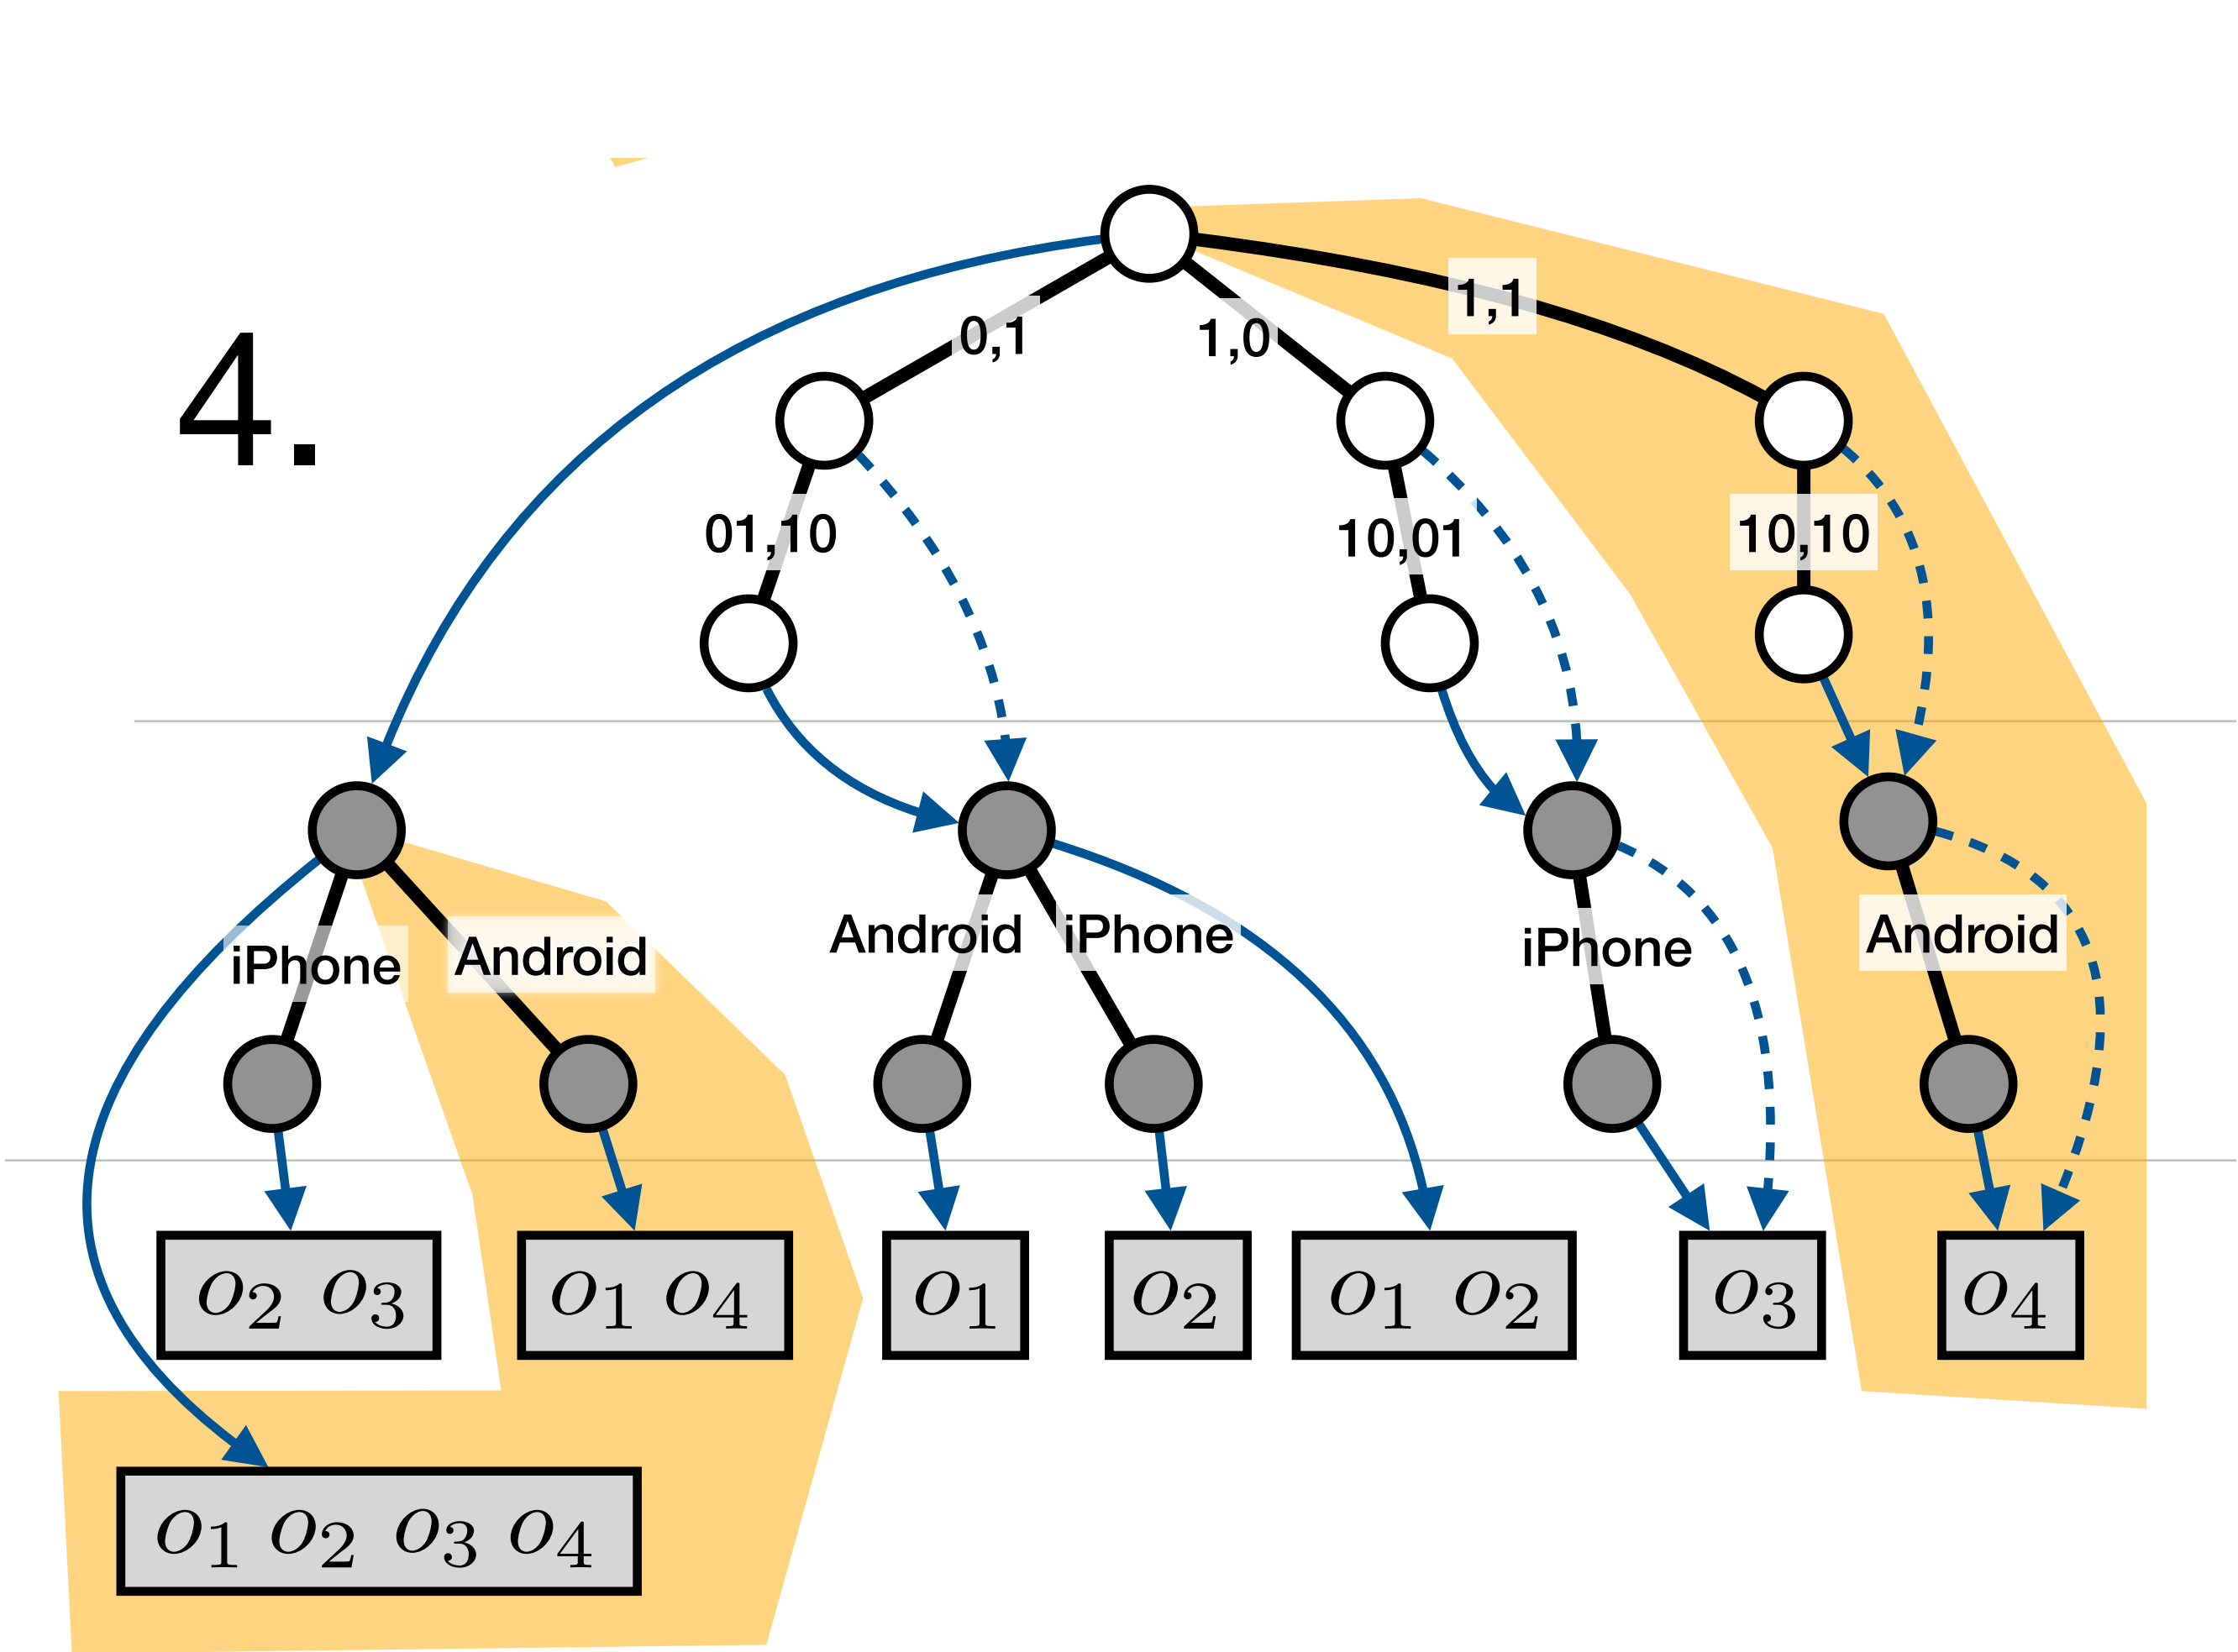 4.
0,1
1,0
1,1
01,10
10,01
10,10
iPhone
Android
Android
iPhone
iPhone
Android
o2 o3
o1 o4
o1
o2
o1 o2
o3
o4
o1 o2 o3 o4